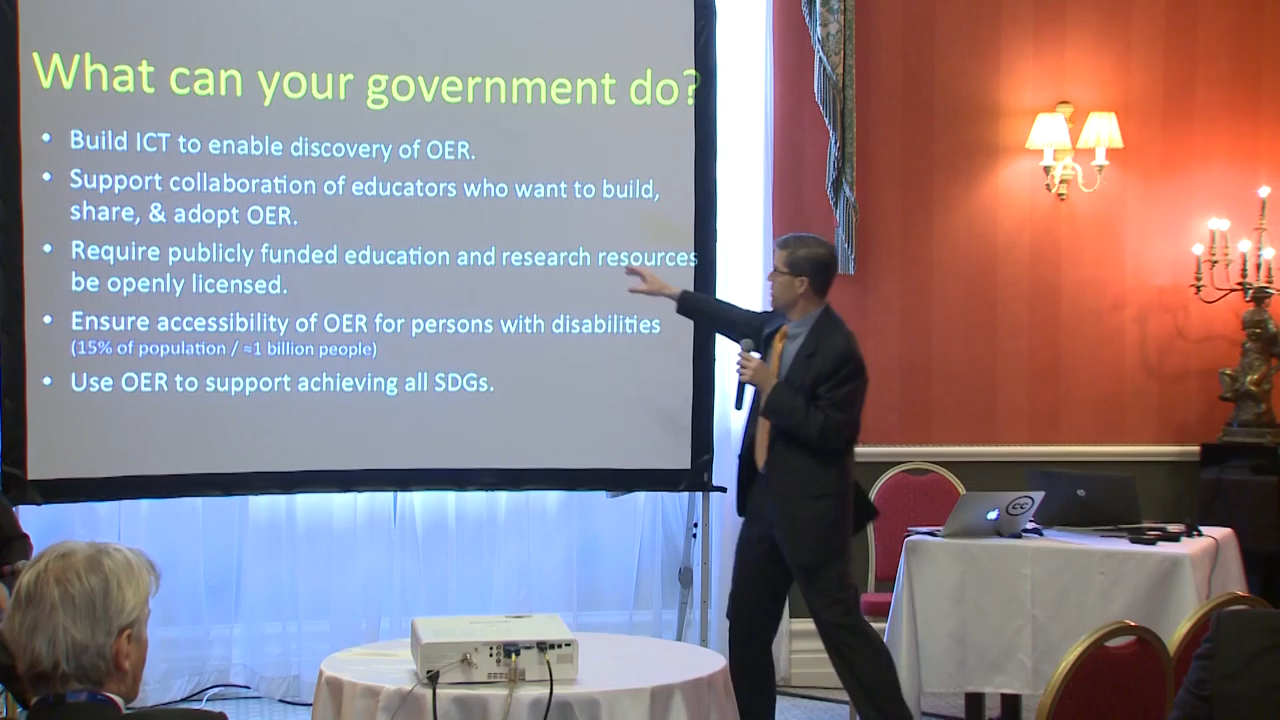 What can your government do?
• Build ICT to enable discovery of OER.
• Support collaboration of educators who want to build,
share, & adopt OER.
• Require publicly funded education and research resources
be openly licensed.
• Ensure accessibility of OER for persons with disabilities
(15% of population / ≈1 billion people)
• Use OER to support achieving all SDGs.
cc